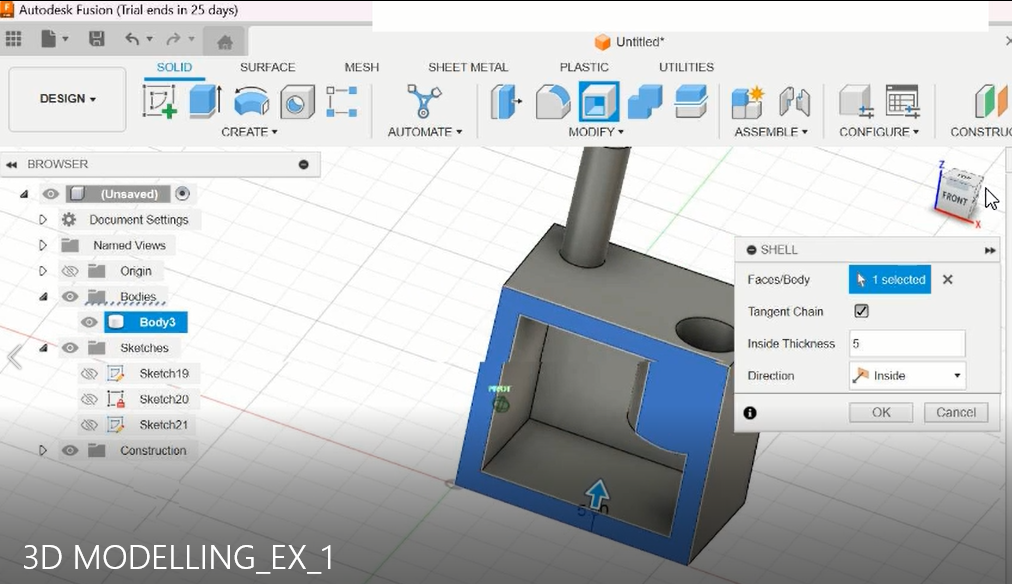 Autodesk Fusion (Trial ends in 25 days)
Untitled*
SOLID SURFACE MESH SHEET METAL PLASTIC UTILITIES
DESIGN
CREATE AUTOMATE MODIFY ASSEMBLE CONFIGURE CONSTRUC
BROWSER
(Unsaved)
Document Settings
Named Views
Origin
Bodies
Body3
Sketches
Sketch19
Sketch20
Sketch21
Construction
Z
TOP
FRONT
X
SHELL
Faces/Body 1 selected
Tangent Chain
Inside Thickness 5
Direction Inside
OK Cancel
3D MODELLING_EX_1